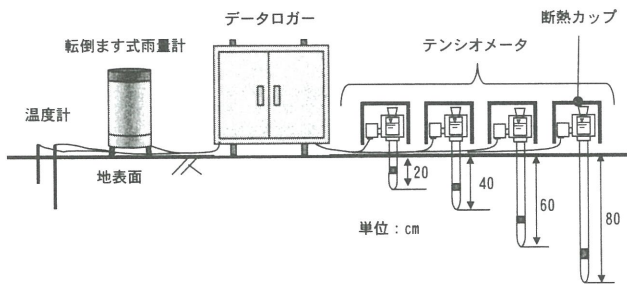 データロガー
断熱カップ
転倒ます式雨量計
テンシオメータ
温度計
地表面
20
40
60
80
単位：cm